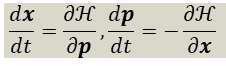 d𝒙/dt = ∂ℋ/∂𝒑 , d𝒑/dt = −∂ℋ/∂𝒙